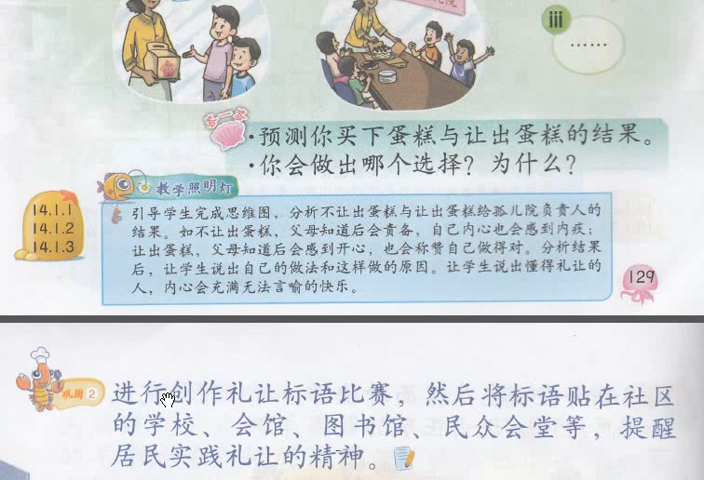 iii
······
·预测你买下蛋糕与让出蛋糕的结果。
·你会做出哪个选择？为什么？
教学照明灯
14.1.1
14.1.2
14.1.3
引导学生完成思维图，分析不让出蛋糕与让出蛋糕给孤儿院负责人的
结果。如不让出蛋糕，父母知道后会责备，自己内心也会感到内疚；
让出蛋糕，父母知道后会感到开心，也会称赞自己做得对。分析结果
后，让学生说出自己的做法和这样做的原因。让学生说出懂得礼让的
人，内心会充满无法言喻的快乐。
129
巩固2
进行创作礼让标语比赛，然后将标语贴在社区
的学校、会馆、图书馆、民众会堂等，提醒
居民实践礼让的精神。